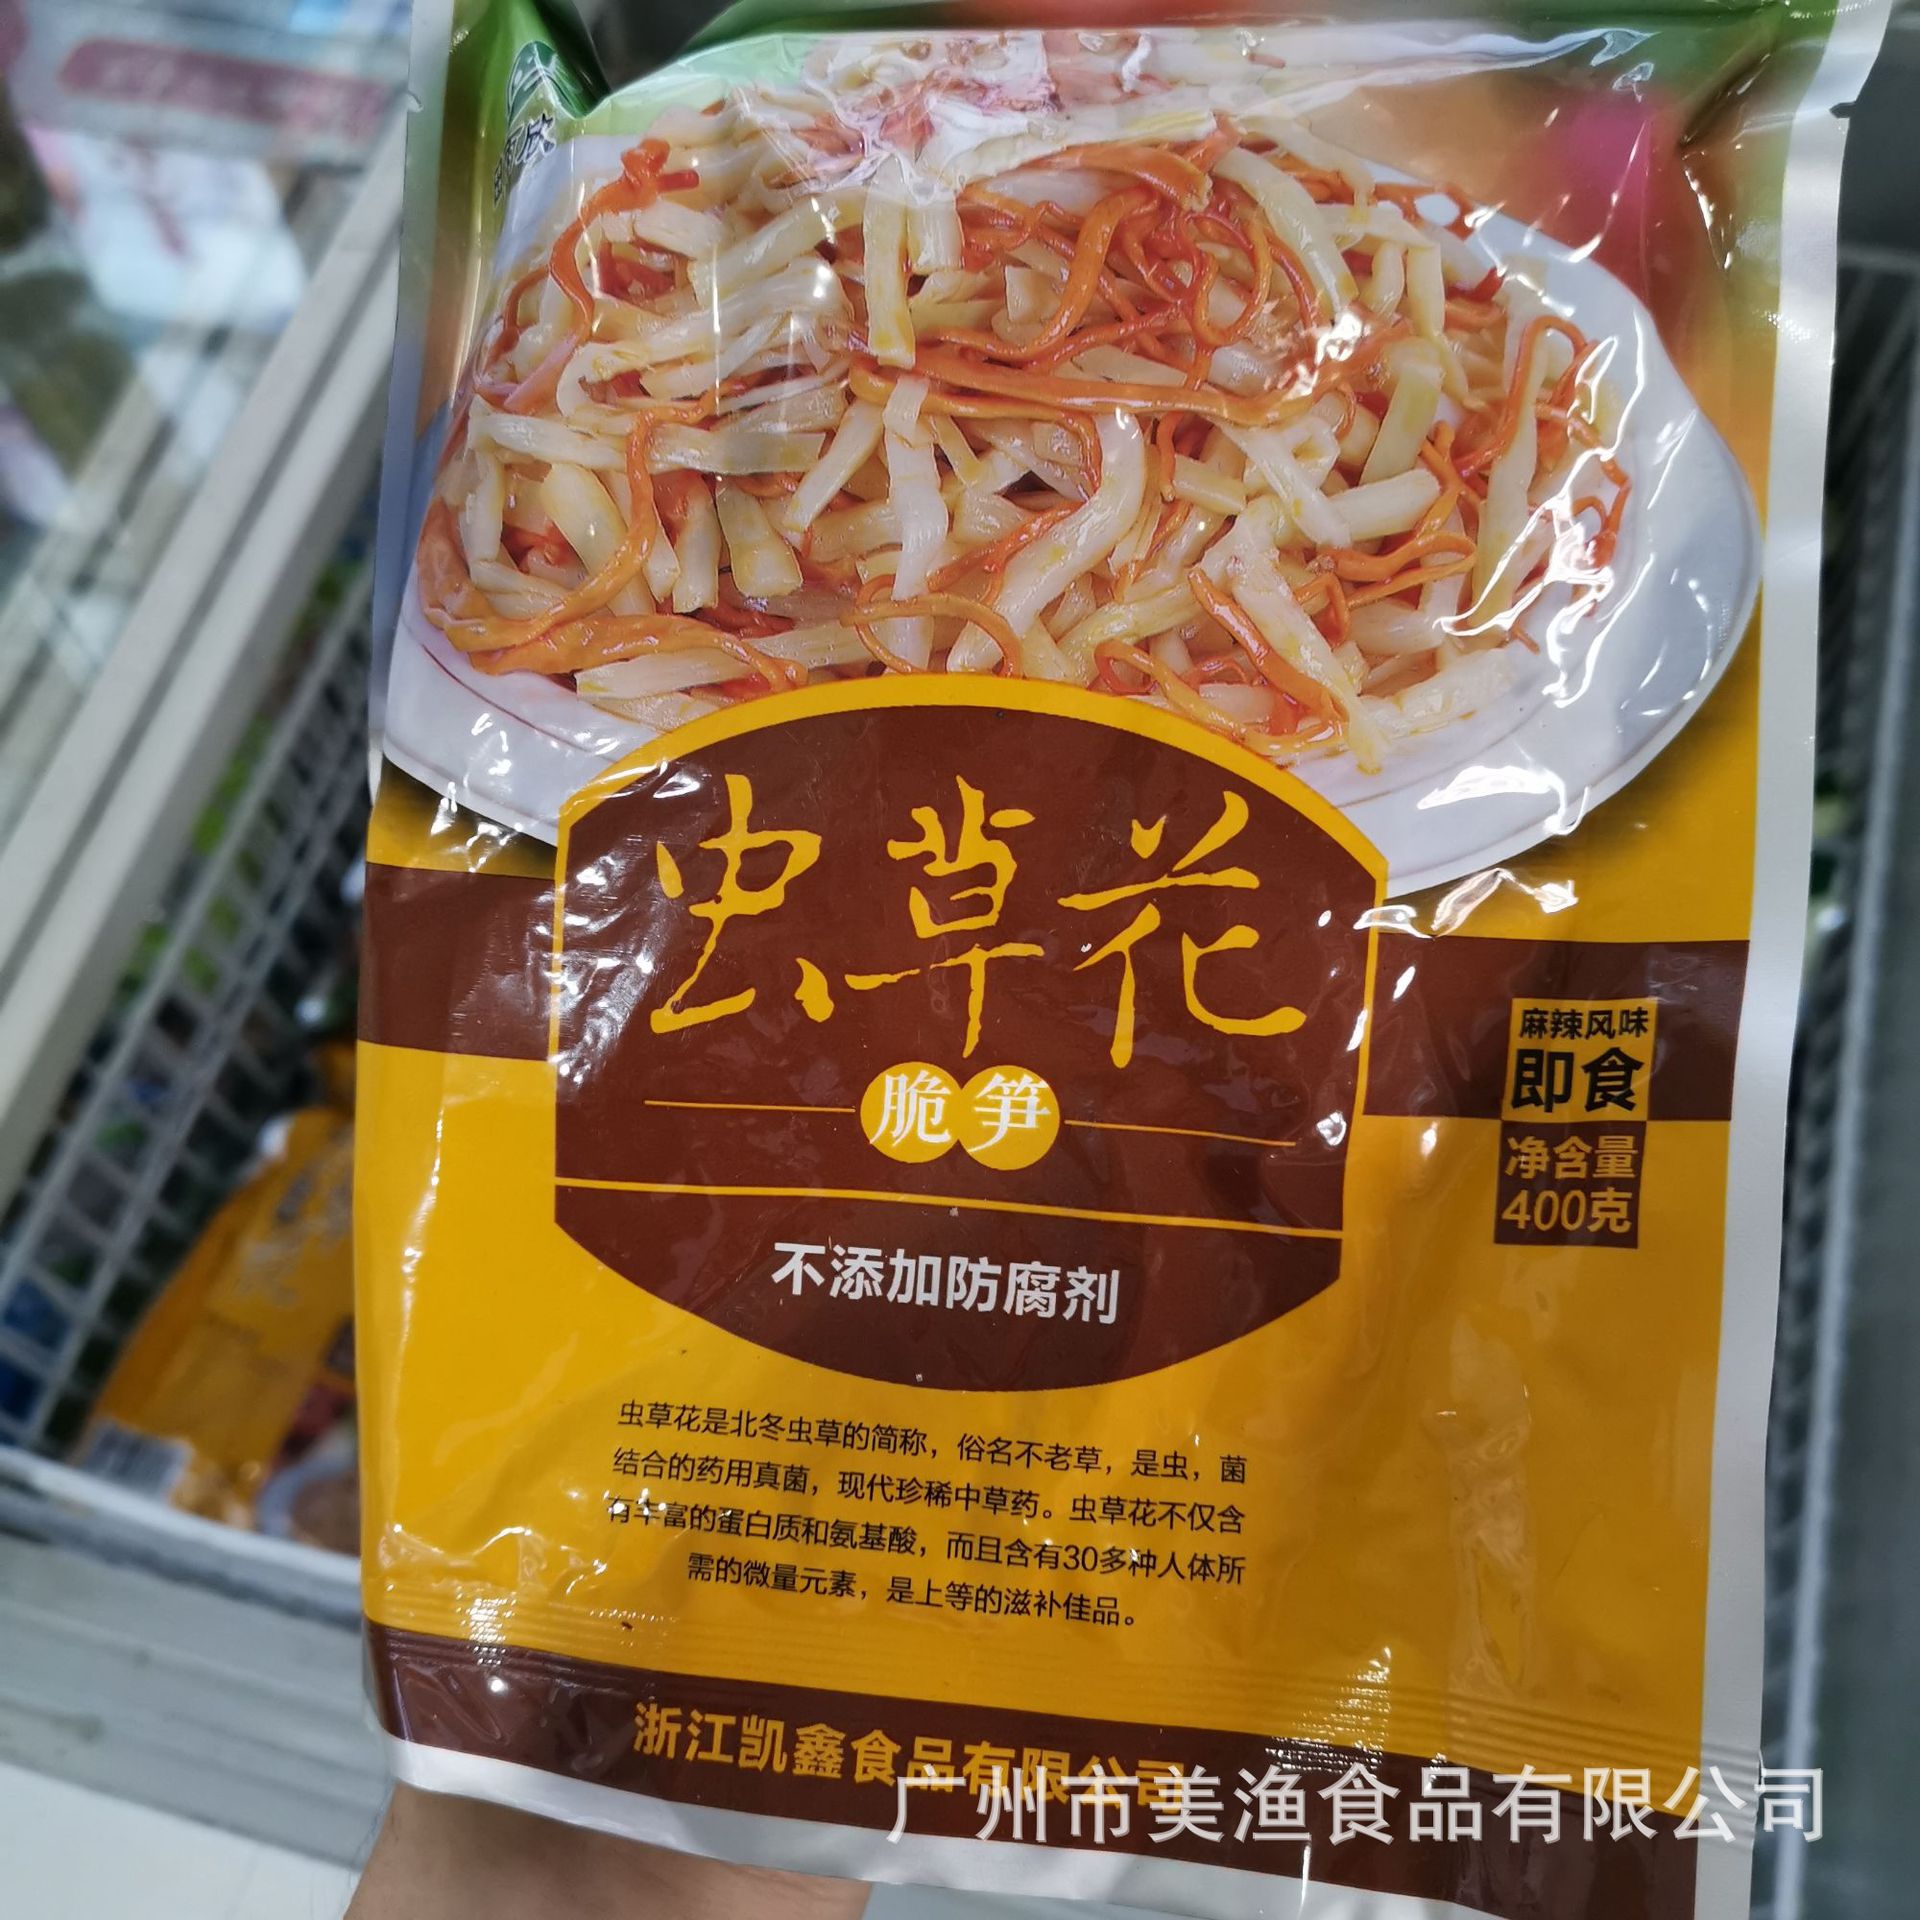 虫草花
脆笋
不添加防腐剂
麻辣风味
即食
净含量
400克
虫草花是北冬虫草的简称，俗名不老草，是虫，菌
结合的药用真菌，现代珍稀中草药。虫草花不仅含
有丰富的蛋白质和氨基酸，而且含有30多种人体所
需的微量元素，是上等的滋补佳品。
浙江凯鑫食品有限公司
广州市美渔食品有限公司